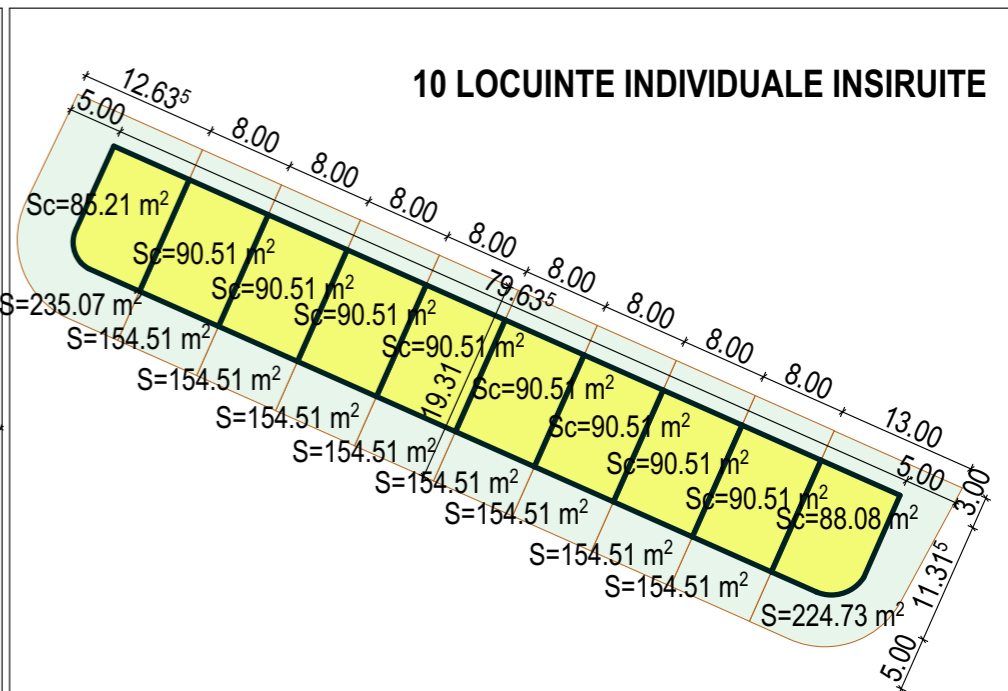 10 LOCUINTE INDIVIDUALE INSIRUITE
12.63⁵
5.00
8.00
8.00
8.00
8.00
8.00
8.00
8.00
8.00
13.00
79.63⁵
5.00
3.00
11.31⁵
5.00
19.31
Sc=85.21 m²
Sc=90.51 m²
Sc=90.51 m²
Sc=90.51 m²
Sc=90.51 m²
Sc=90.51 m²
Sc=90.51 m²
Sc=90.51 m²
Sc=90.51 m²
Sc=88.08 m²
S=235.07 m²
S=154.51 m²
S=154.51 m²
S=154.51 m²
S=154.51 m²
S=154.51 m²
S=154.51 m²
S=154.51 m²
S=154.51 m²
S=224.73 m²